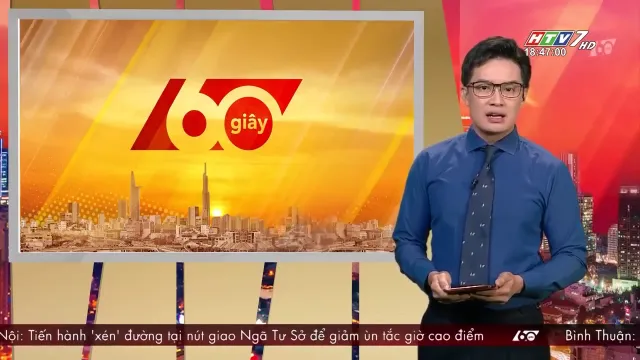 HTV7 HD
18:47:00
60
giây
Nội: Tiến hành 'xén' đường tại nút giao Ngã Tư Sở để giảm ùn tắc giờ cao điểm 60 Bình Thuận: